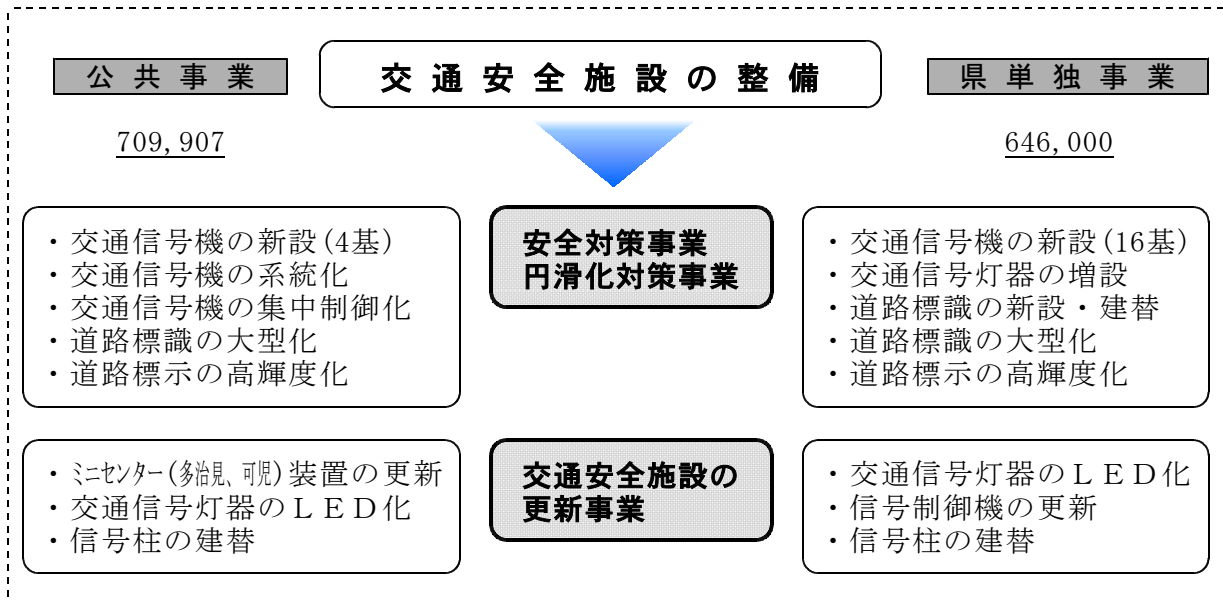 公共事業
交通安全施設の整備
県単独事業
709,907
646,000
・交通信号機の新設(4基)
・交通信号機の系統化
・交通信号機の集中制御化
・道路標識の大型化
・道路標示の高輝度化
安全対策事業
円滑化対策事業
・交通信号機の新設(16基)
・交通信号灯器の増設
・道路標識の新設・建替
・道路標識の大型化
・道路標示の高輝度化
・ミニセンター(多治見、可児)装置の更新
・交通信号灯器のLED化
・信号柱の建替
交通安全施設の
更新事業
・交通信号灯器のLED化
・信号制御機の更新
・信号柱の建替